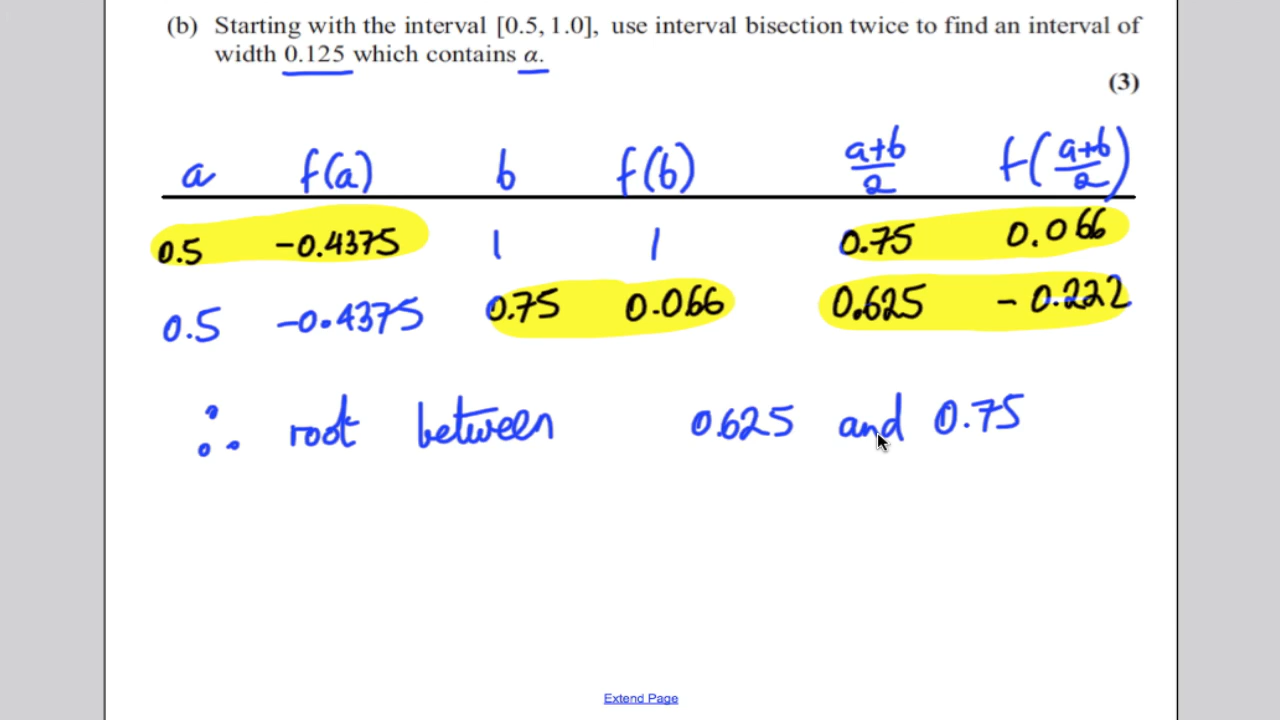 (b) Starting with the interval [0.5, 1.0], use interval bisection twice to find an interval of
width 0.125 which contains α.
(3)
a f(a) b f(b) a+b/2 f(a+b/2)
0.5 -0.4375 1 1 0.75 0.066
0.5 -0.4375 0.75 0.066 0.625 - 0.222
∴ root between 0.625 and 0.75
Extend Page